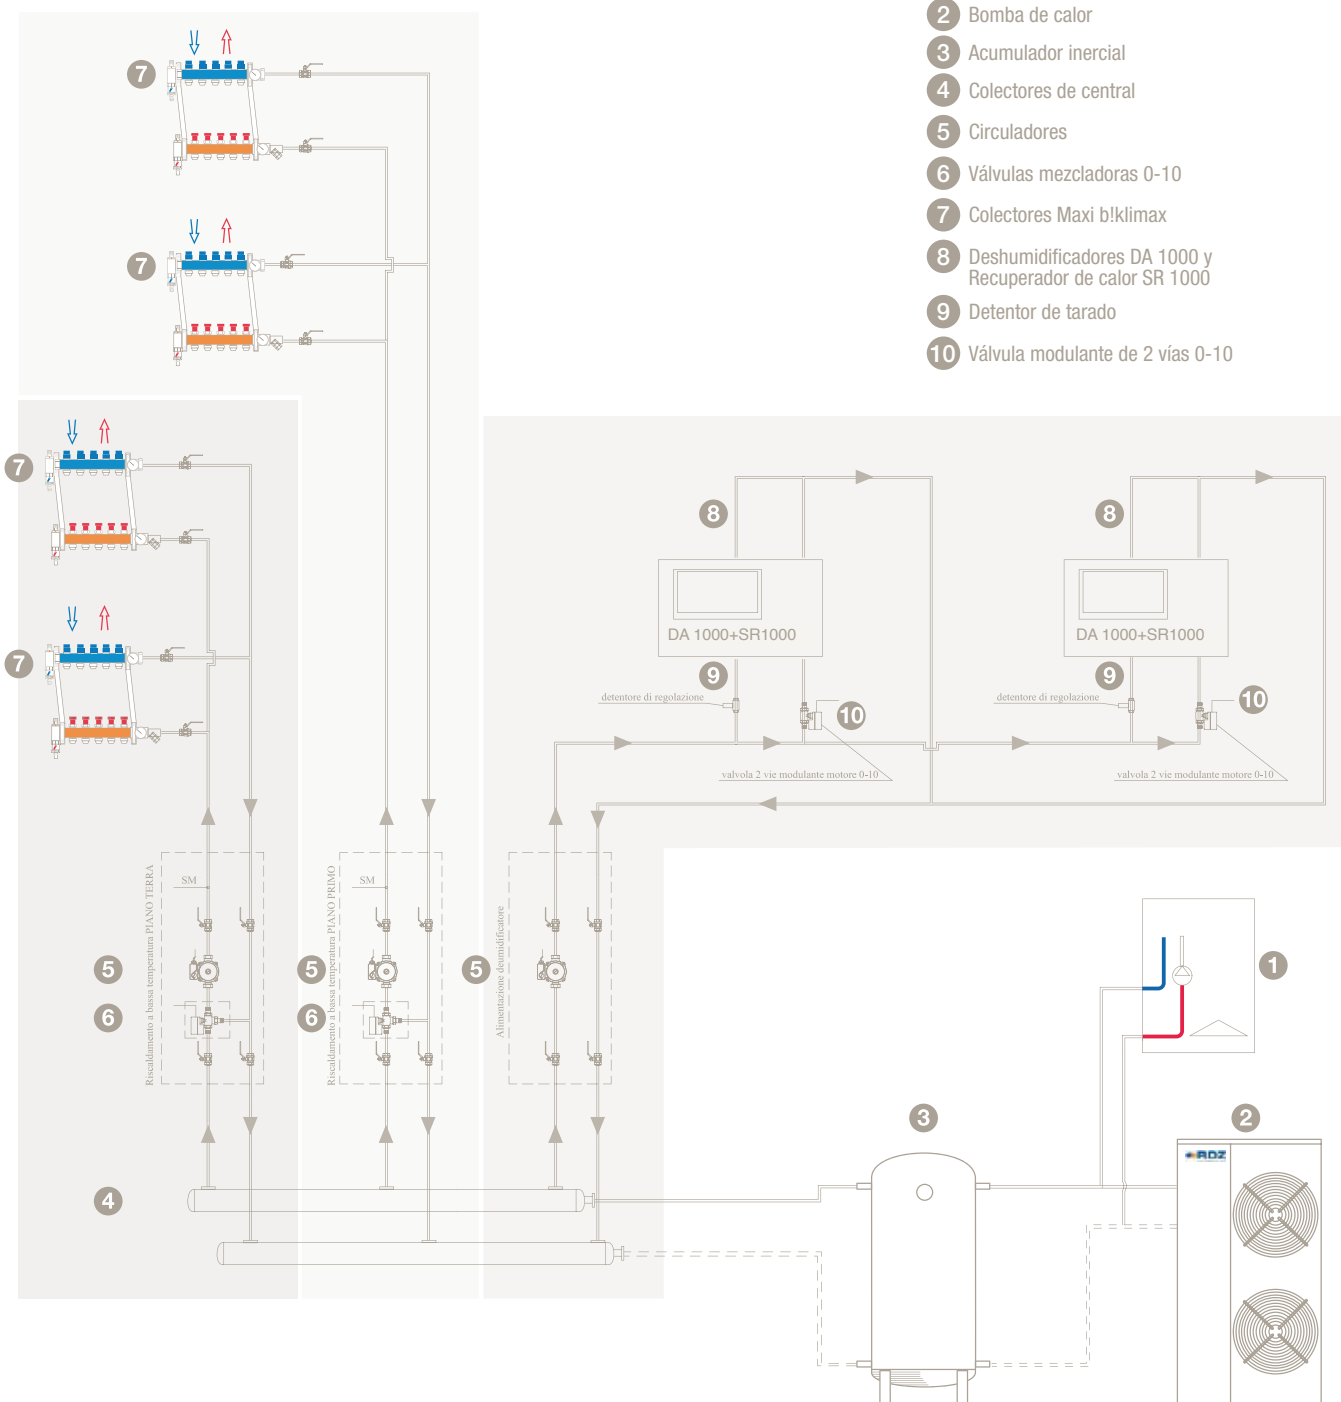 2 Bomba de calor
3 Acumulador inercial
4 Colectores de central
5 Circuladores
6 Válvulas mezcladoras 0-10
7 Colectores Maxi b!klimax
8 Deshumidificadores DA 1000 y
Recuperador de calor SR 1000
9 Detentor de tarado
10 Válvula modulante de 2 vías 0-10
7
7
7
7
8
8
DA 1000+SR1000
DA 1000+SR1000
9
9
detentore di regolazione
detentore di regolazione
10
10
valvola 2 vie modulante motore 0-10
valvola 2 vie modulante motore 0-10
Riscaldamento a bassa temperatura PIANO TERRA
SM
Riscaldamento a bassa temperatura PIANO PRIMO
SM
Alimentazione deumidificatore
5
5
5
6
6
1
3
2
RDZ
4